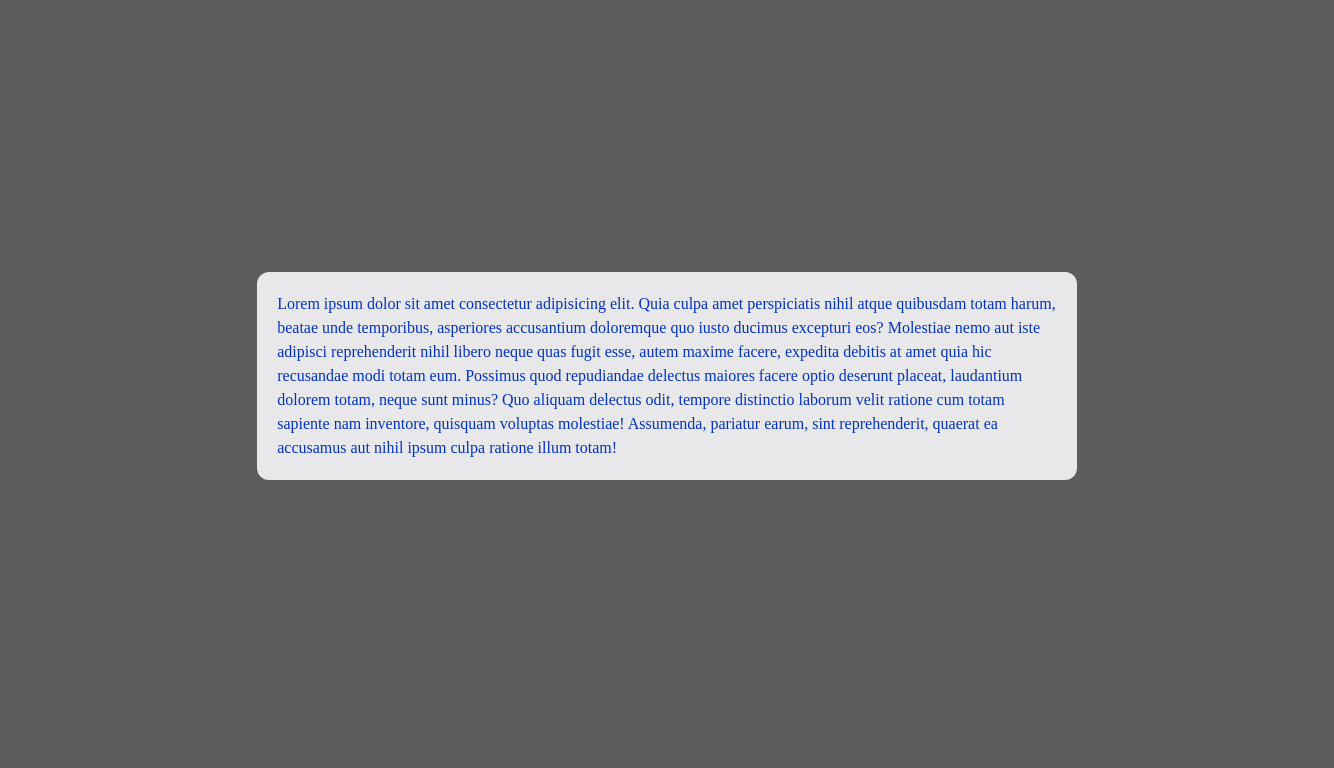 Lorem ipsum dolor sit amet consectetur adipisicing elit. Quia culpa amet perspiciatis nihil atque quibusdam totam harum,
beatae unde temporibus, asperiores accusantium doloremque quo iusto ducimus excepturi eos? Molestiae nemo aut iste
adipisci reprehenderit nihil libero neque quas fugit esse, autem maxime facere, expedita debitis at amet quia hic
recusandae modi totam eum. Possimus quod repudiandae delectus maiores facere optio deserunt placeat, laudantium
dolorem totam, neque sunt minus? Quo aliquam delectus odit, tempore distinctio laborum velit ratione cum totam
sapiente nam inventore, quisquam voluptas molestiae! Assumenda, pariatur earum, sint reprehenderit, quaerat ea
accusamus aut nihil ipsum culpa ratione illum totam!